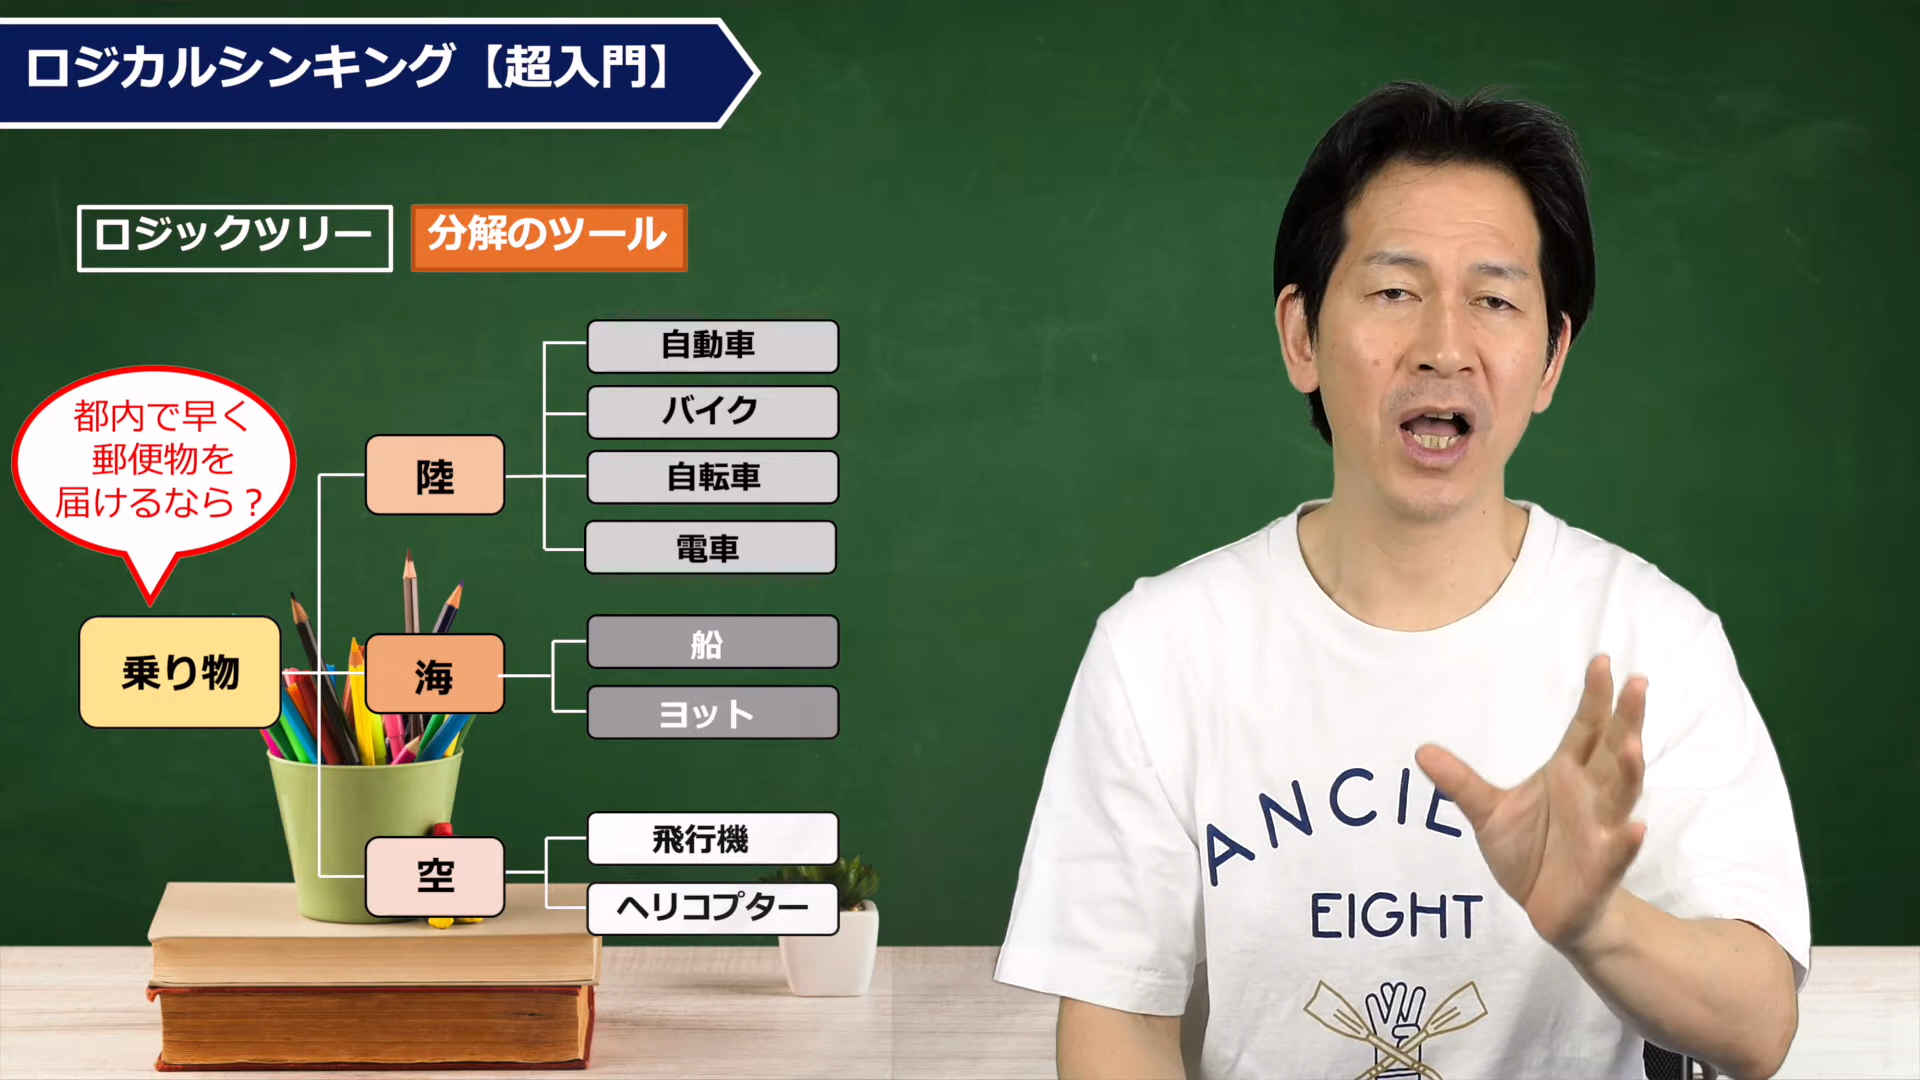 ロジカルシンキング【超入門】
ロジックツリー
分解のツール
都内で早く
郵便物を
届けるなら？
乗り物
陸
自動車
バイク
自転車
電車
海
船
ヨット
空
飛行機
ヘリコプター
EIGHT